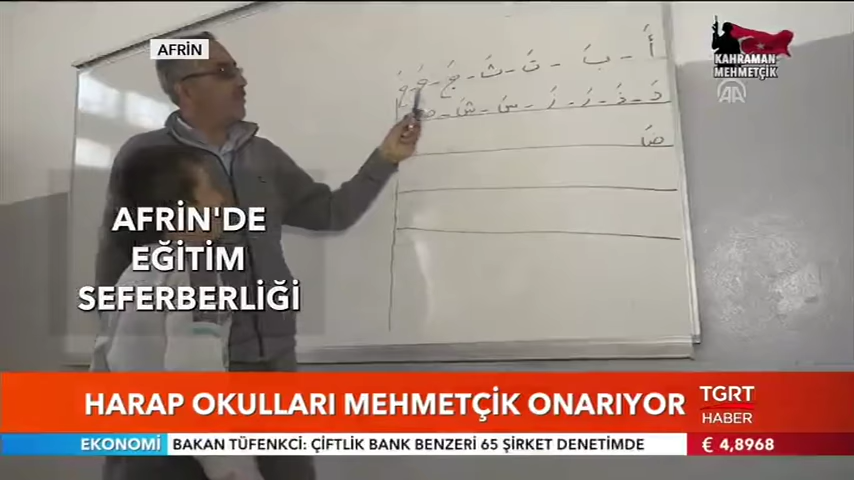 AFRİN
KAHRAMAN
MEHMETÇİK
AA
أَ - بَ - تَ - ثَ - جَ - حَ - خَ
دَ - ذَ - رَ - زَ - سَ - شَ - صَ
ضَ
AFRİN'DE
EĞİTİM
SEFERBERLİĞİ
HARAP OKULLARI MEHMETÇİK ONARIYOR
TGRT
HABER
EKONOMİ BAKAN TÜFENKCİ: ÇİFTLİK BANK BENZERİ 65 ŞİRKET DENETİMDE € 4,8968